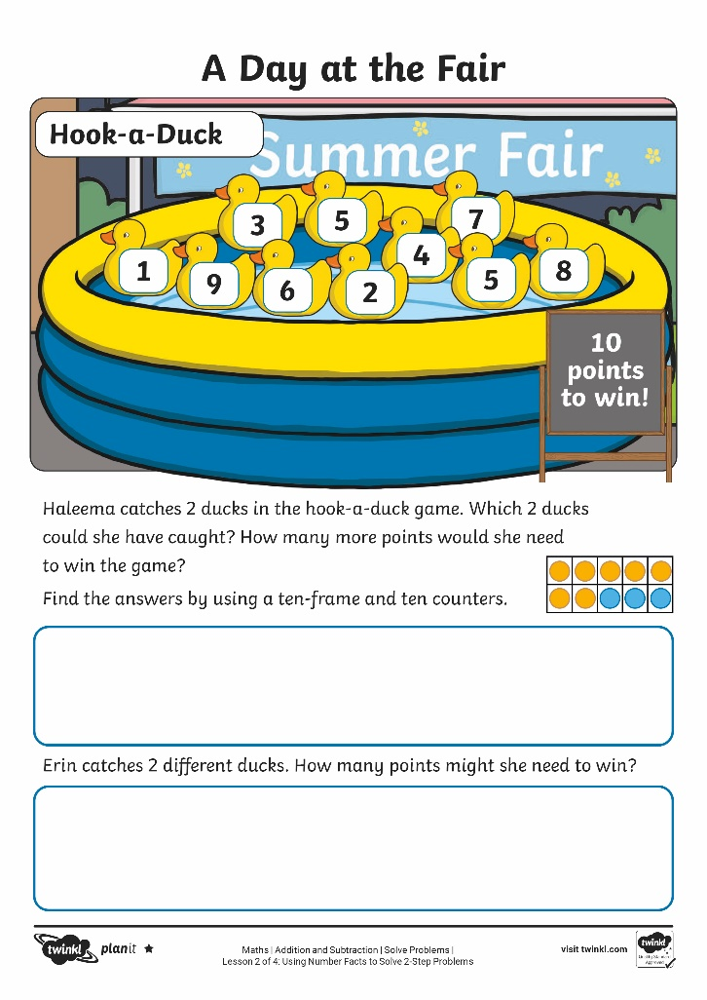 A Day at the Fair
Hook-a-Duck
Summer Fair
3
5
7
1
9
6
2
4
5
8
10
points
to win!
Haleema catches 2 ducks in the hook-a-duck game. Which 2 ducks
could she have caught? How many more points would she need
to win the game?
Find the answers by using a ten-frame and ten counters.
Erin catches 2 different ducks. How many points might she need to win?
twinkl planit
Maths | Addition and Subtraction | Solve Problems |
Lesson 2 of 4: Using Number Facts to Solve 2-Step Problems
visit twinkl.com
twinkl
Quality Standard
Approved